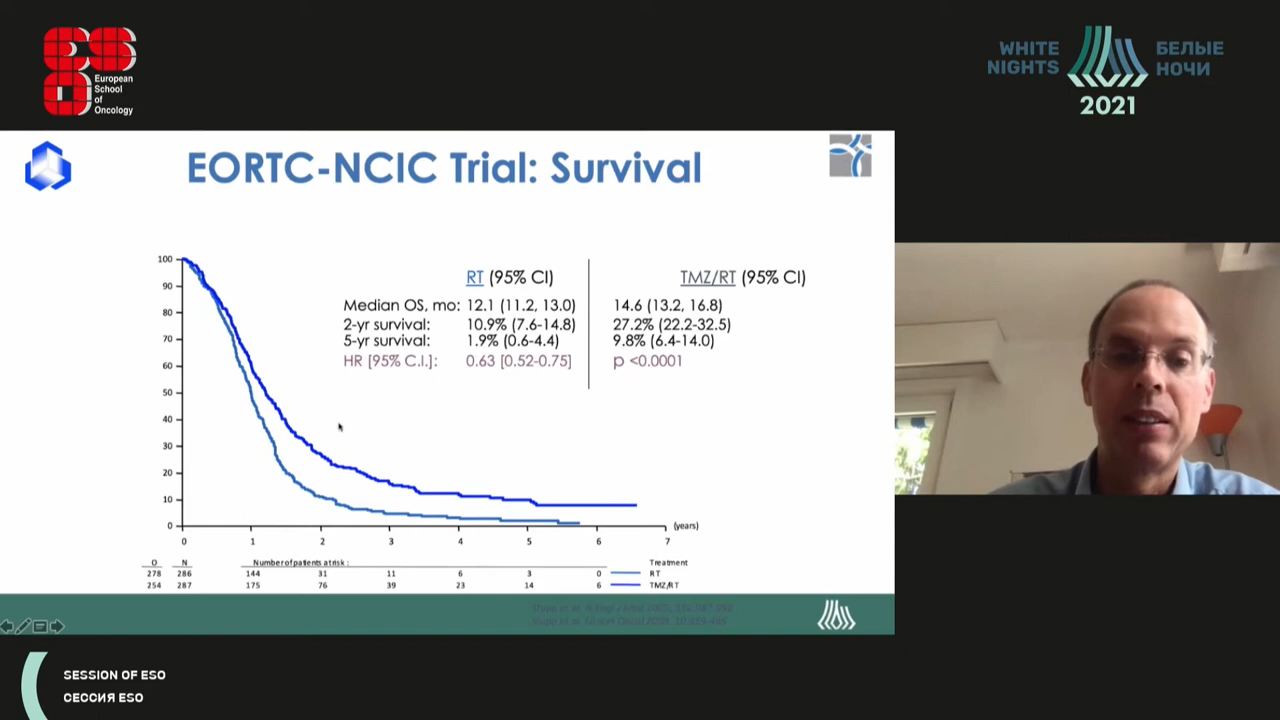 ESO
European
School
of
Oncology
WHITE
NIGHTS
БЕЛЫЕ
НОЧИ
2021
EORTC-NCIC Trial: Survival
RT (95% CI) TMZ/RT (95% CI)
Median OS, mo: 12.1 (11.2, 13.0) 14.6 (13.2, 16.8)
2-yr survival: 10.9% (7.6-14.8) 27.2% (22.2-32.5)
5-yr survival: 1.9% (0.6-4.4) 9.8% (6.4-14.0)
HR [95% C.I.]: 0.63 [0.52-0.75] p <0.0001
100
90
80
70
60
50
40
30
20
10
0
0 1 2 3 4 5 6 7
(years)
O N Number of patients at risk : Treatment
278 286 144 31 11 6 3 0 RT
254 287 175 76 39 23 14 6 TMZ/RT
SESSION OF ESO
СЕССИЯ ESO